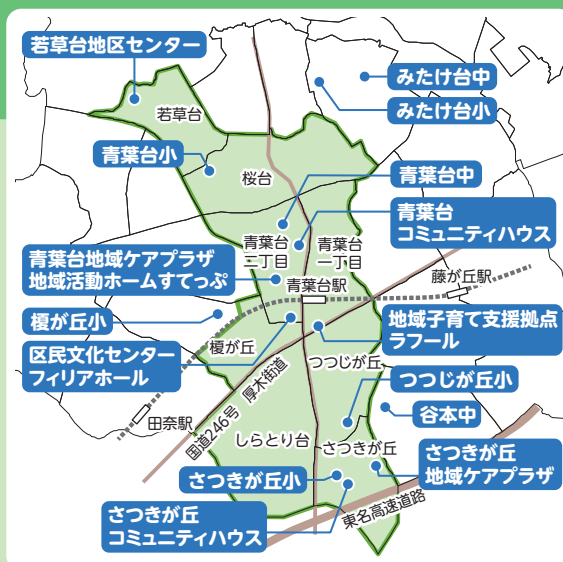 若草台地区センター
みたけ台中
みたけ台小
若草台
青葉台小
桜台
青葉台中
青葉台
コミュニティハウス
青葉台
二丁目
青葉台
一丁目
青葉台地域ケアプラザ
地域活動ホームすてっぷ
青葉台駅
藤が丘駅
榎が丘小
地域子育て支援拠点
ラフール
榎が丘
区民文化センター
フィリアホール
つつじが丘
つつじが丘小
国道246号 厚木街道
田奈駅
谷本中
しらとり台
さつきが丘
さつきが丘
地域ケアプラザ
さつきが丘小
さつきが丘
コミュニティハウス
東名高速道路